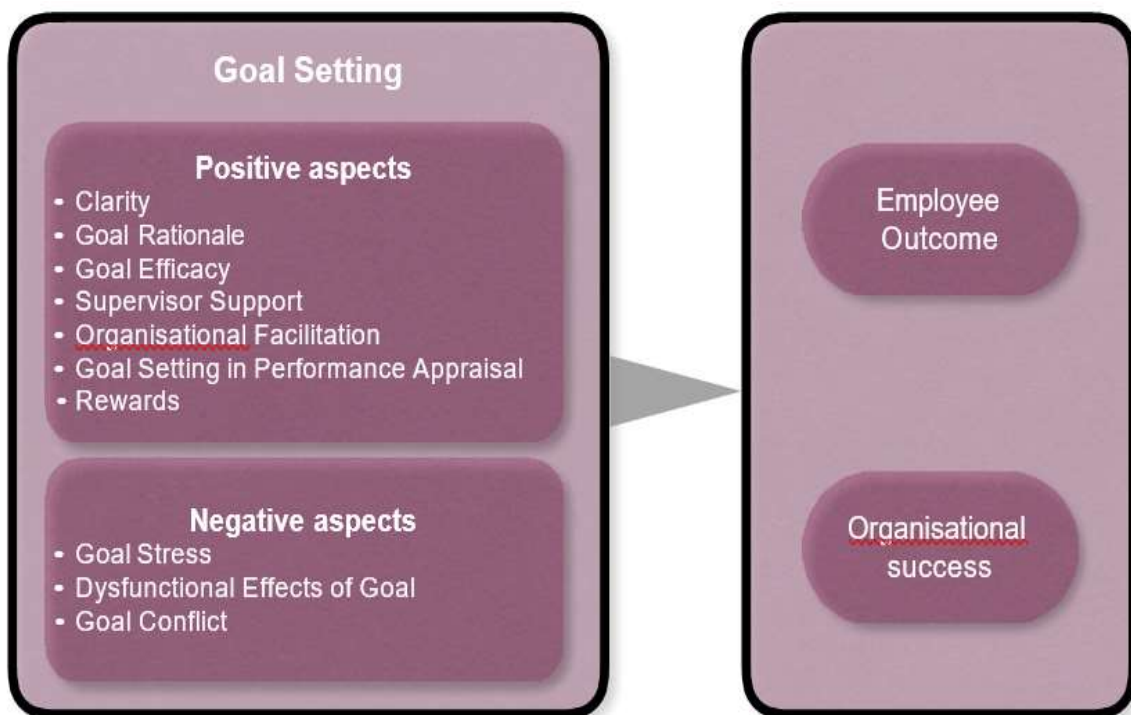 Goal Setting
Positive aspects
• Clarity
• Goal Rationale
• Goal Efficacy
• Supervisor Support
• Organisational Facilitation
• Goal Setting in Performance Appraisal
• Rewards
Negative aspects
• Goal Stress
• Dysfunctional Effects of Goal
• Goal Conflict
Employee
Outcome
Organisational
success